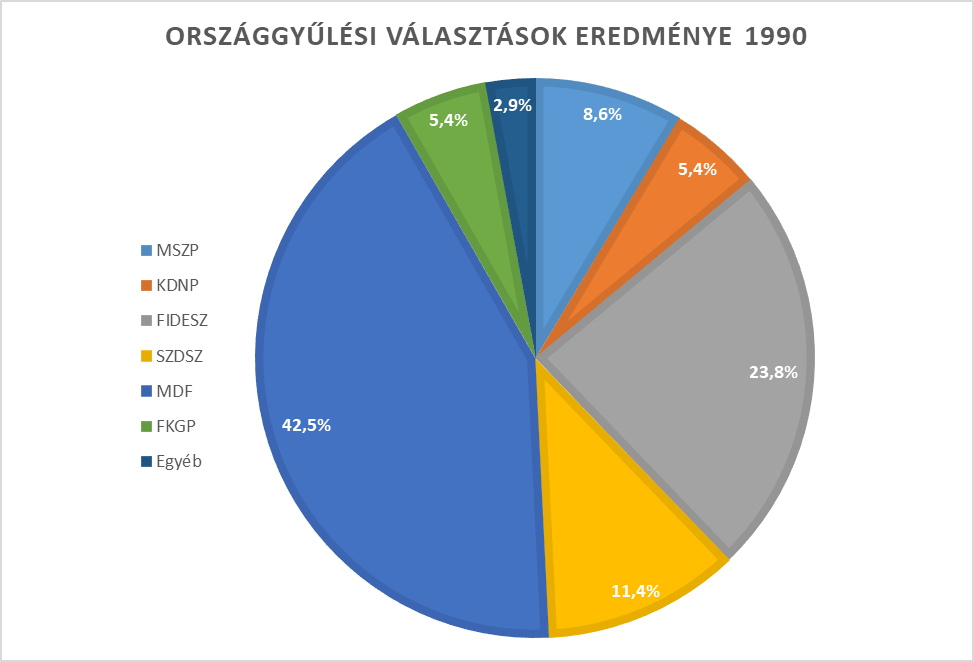 ORSZÁGGYŰLÉSI VÁLASZTÁSOK EREDMÉNYE 1990
2,9%
8,6%
5,4%
5,4%
MSZP
KDNP
FIDESZ
SZDSZ
MDF
FKGP
Egyéb
23,8%
42,5%
11,4%